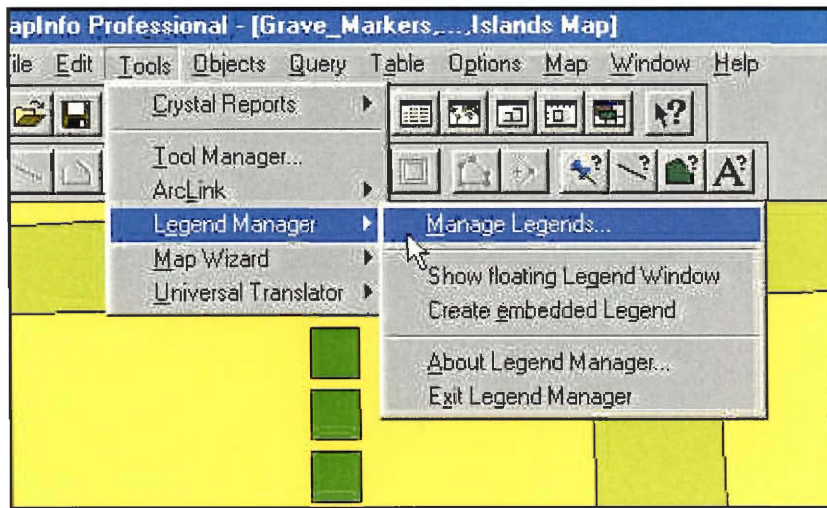 apInfo Professional - [Grave_Markers,...,Islands Map]
ile Edit Tools Objects Query Table Options Map Window Help
Crystal Reports
Tool Manager...
ArcLink
Legend Manager
Map Wizard
Universal Translator
Manage Legends...
Show floating Legend Window
Create embedded Legend
About Legend Manager...
Exit Legend Manager
? ? ? A?
?